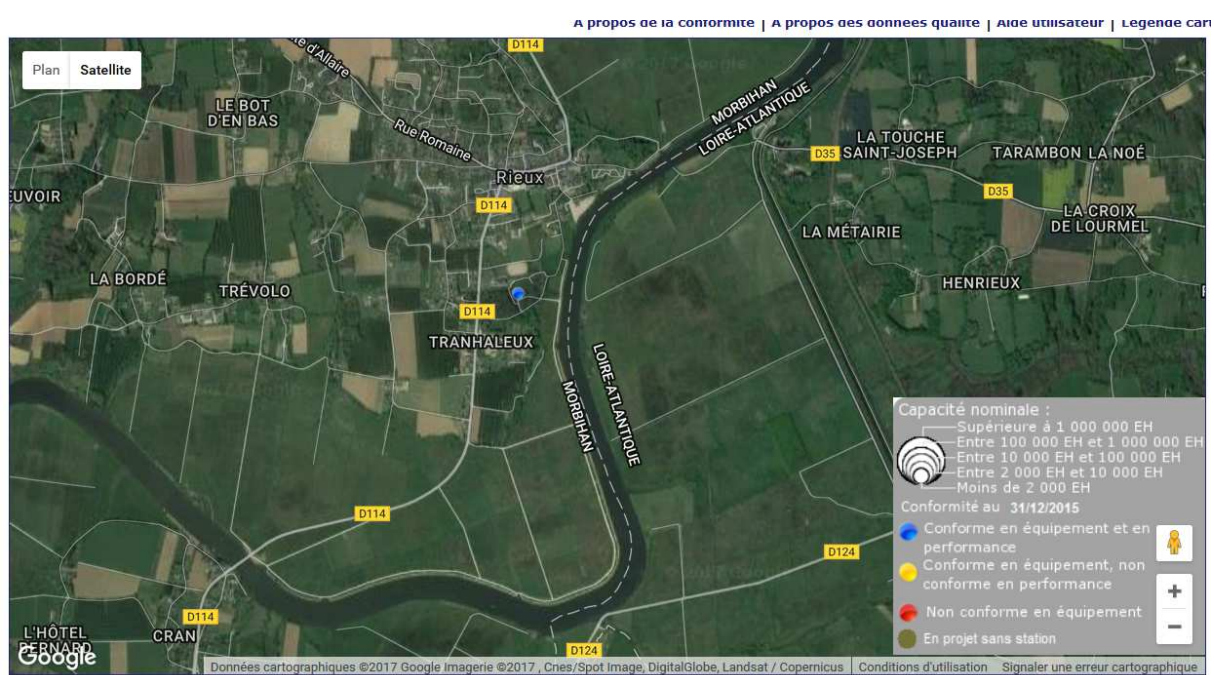 A propos de la conformité | A propos des données qualité | Aide utilisateur | Légende cart
Plan Satellite
D114
LE BOT
D'EN BAS
Rue Romaine
MORBIHAN
LOIRE-ATLANTIQUE
LA TOUCHE
D35 SAINT-JOSEPH
TARAMBON LA NOÉ
Rieux
D35
D114
LA CROIX
DE LOURMEL
LA MÉTAIRIE
LA BORDÉ
TRÉVOLO
HENRIEUX
D114
TRANHALEUX
LOIRE-ATLANTIQUE
MORBIHAN
D114
D124
D114
L'HÔTEL
BERNARD
CRAN
D124
Capacité nominale :
Supérieure à 1 000 000 EH
Entre 100 000 EH et 1 000 000 EH
Entre 10 000 EH et 100 000 EH
Entre 2 000 EH et 10 000 EH
Moins de 2 000 EH
Conformité au 31/12/2015
Conforme en équipement et en
performance
Conforme en équipement, non
conforme en performance
Non conforme en équipement
En projet sans station
+
−
Google
Données cartographiques ©2017 Google Imagerie ©2017 , Cnes/Spot Image, DigitalGlobe, Landsat / Copernicus
Conditions d'utilisation
Signaler une erreur cartographique